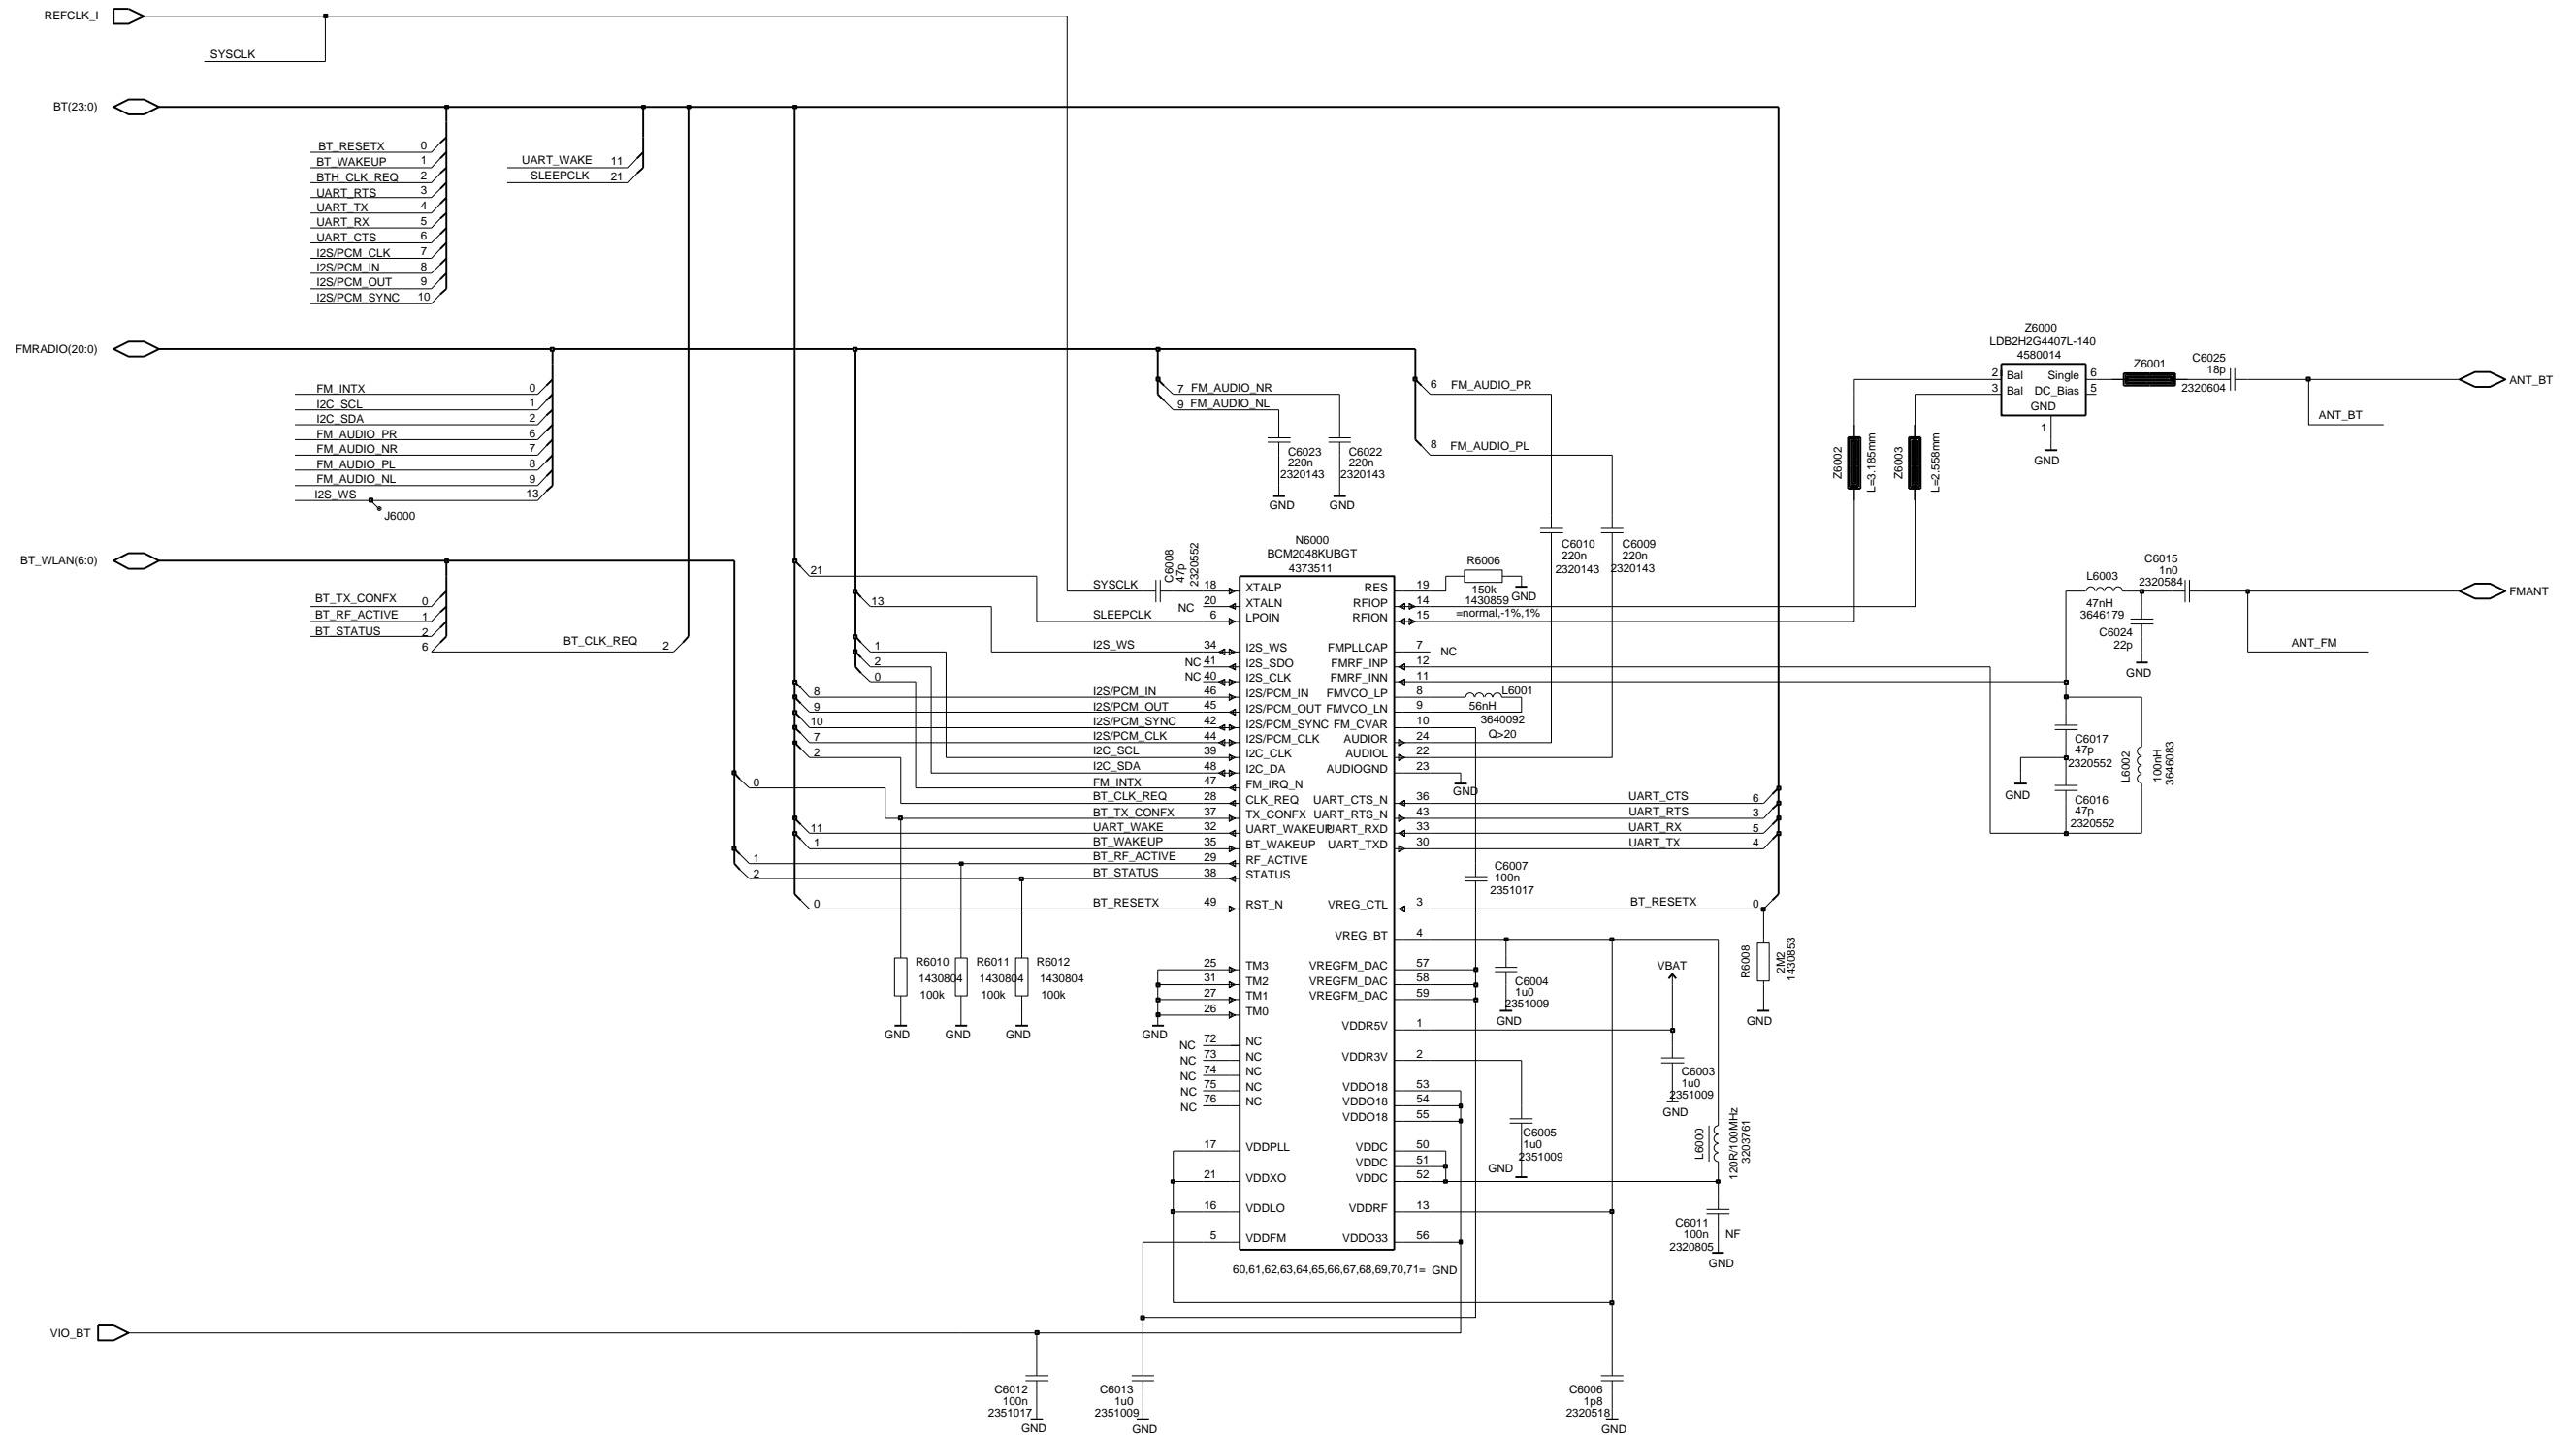 REFCLK_I
SYSCLK
BT(23:0)
BT_RESETX 0
BT_WAKEUP 1
BTH_CLK_REQ 2
UART_RTS 3
UART_TX 4
UART_RX 5
UART_CTS 6
I2S/PCM_CLK 7
I2S/PCM_IN 8
I2S/PCM_OUT 9
I2S/PCM_SYNC 10
UART_WAKE 11
SLEEPCLK 21
FMRADIO(20:0)
FM_INTX 0
I2C_SCL 1
I2C_SDA 2
FM_AUDIO_PR 6
FM_AUDIO_NR 7
FM_AUDIO_PL 8
FM_AUDIO_NL 9
I2S_WS 13
J6000
7 FM_AUDIO_NR
9 FM_AUDIO_NL
6 FM_AUDIO_PR
8 FM_AUDIO_PL
C6023
220n
2320143
GND
C6022
220n
2320143
GND
C6010
220n
2320143
C6009
220n
2320143
Z6000
LDB2H2G4407L-140
4580014
2 Bal Single 6
3 Bal DC_Bias 5
GND
1
GND
Z6001
C6025
18p
2320604
ANT_BT
ANT_BT
Z6002
L=3.185mm
Z6003
L=2.558mm
BT_WLAN(6:0)
BT_TX_CONFX 0
BT_RF_ACTIVE 1
BT_STATUS 2
6 BT_CLK_REQ 2
21
13
1
2
0
8
9
10
7
2
0
11
1
1
2
0
C6008
47p
2320552
N6000
BCM2048KUBGT
4373511
SYSCLK 18 XTALP
NC 20 XTALN
SLEEPCLK 6 LPOIN
I2S_WS 34 I2S_WS
NC 41 I2S_SDO
NC 40 I2S_CLK
I2S/PCM_IN 46 I2S/PCM_IN
I2S/PCM_OUT 45 I2S/PCM_OUT
I2S/PCM_SYNC 42 I2S/PCM_SYNC
I2S/PCM_CLK 44 I2S/PCM_CLK
I2C_SCL 39 I2C_CLK
I2C_SDA 48 I2C_DA
FM_INTX 47 FM_IRQ_N
BT_CLK_REQ 28 CLK_REQ
BT_TX_CONFX 37 TX_CONFX
UART_WAKE 32 UART_WAKEUP
BT_WAKEUP 35 BT_WAKEUP
BT_RF_ACTIVE 29 RF_ACTIVE
BT_STATUS 38 STATUS
BT_RESETX 49 RST_N
25 TM3
31 TM2
27 TM1
26 TM0
GND
NC 72 NC
NC 73 NC
NC 74 NC
NC 75 NC
NC 76 NC
17 VDDPLL
21 VDDXO
16 VDDLO
5 VDDFM
RES 19
RFIOP 14
RFION 15
FMPLLCAP 7 NC
FMRF_INP 12
FMRF_INN 11
FMVCO_LP 8
FMVCO_LN 9
FM_CVAR 10
AUDIOR 24
AUDIOL 22
AUDIOGND 23
GND
UART_CTS_N 36 UART_CTS 6
UART_RTS_N 43 UART_RTS 3
UART_RXD 33 UART_RX 5
UART_TXD 30 UART_TX 4
VREG_CTL 3 BT_RESETX 0
VREG_BT 4
VREGFM_DAC 57
VREGFM_DAC 58
VREGFM_DAC 59
VDDR5V 1
VDDR3V 2
VDDO18 53
VDDO18 54
VDDO18 55
VDDC 50
VDDC 51
VDDC 52
VDDRF 13
VDDO33 56
60,61,62,63,64,65,66,67,68,69,70,71= GND
R6006
150k
1430859
GND
=normal,-1%,1%
L6001
56nH
3640092
Q>20
C6007
100n
2351017
C6004
1u0
2351009
GND
VBAT
C6003
1u0
2351009
GND
C6005
1u0
2351009
GND
R6008
2M2
1430853
GND
L6000
120R/100MHz
3203761
C6011
100n
2320805
NF
GND
R6010
1430804
100k
GND
R6011
1430804
100k
GND
R6012
1430804
100k
GND
L6003
47nH
3646179
C6015
1n0
2320584
C6024
22p
GND
FMANT
ANT_FM
C6017
47p
2320552
GND
C6016
47p
2320552
L6002
100nH
3646083
VIO_BT
C6012
100n
2351017
GND
C6013
1u0
2351009
GND
C6006
1p8
2320518
GND